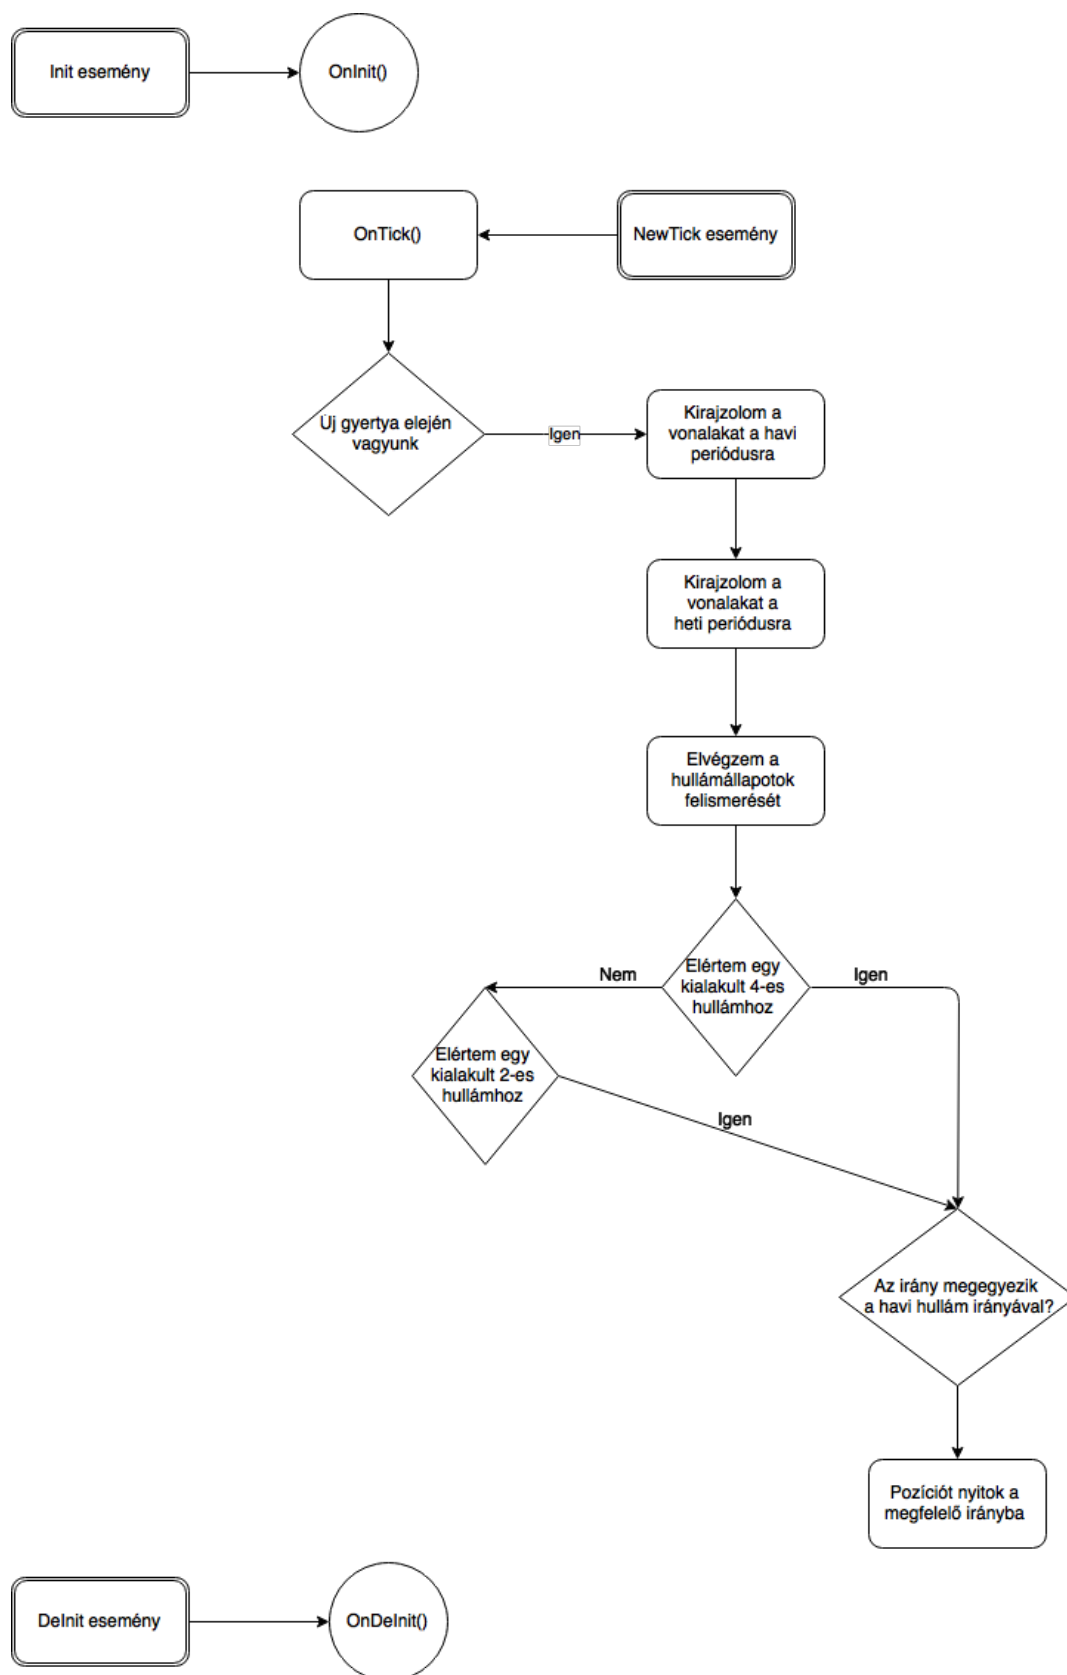 Init esemény
OnInit()
OnTick()
NewTick esemény
Új gyertya elején
vagyunk
Igen
Kirajzolom a
vonalakat a havi
periódusra
Kirajzolom a
vonalakat a
heti periódusra
Elvégzem a
hullámállapotok
felismerését
Elértem egy
kialakult 4-es
hullámhoz
Nem
Igen
Elértem egy
kialakult 2-es
hullámhoz
Igen
Az irány megegyezik
a havi hullám irányával?
Pozíciót nyitok a
megfelelő irányba
DeInit esemény
OnDeInit()